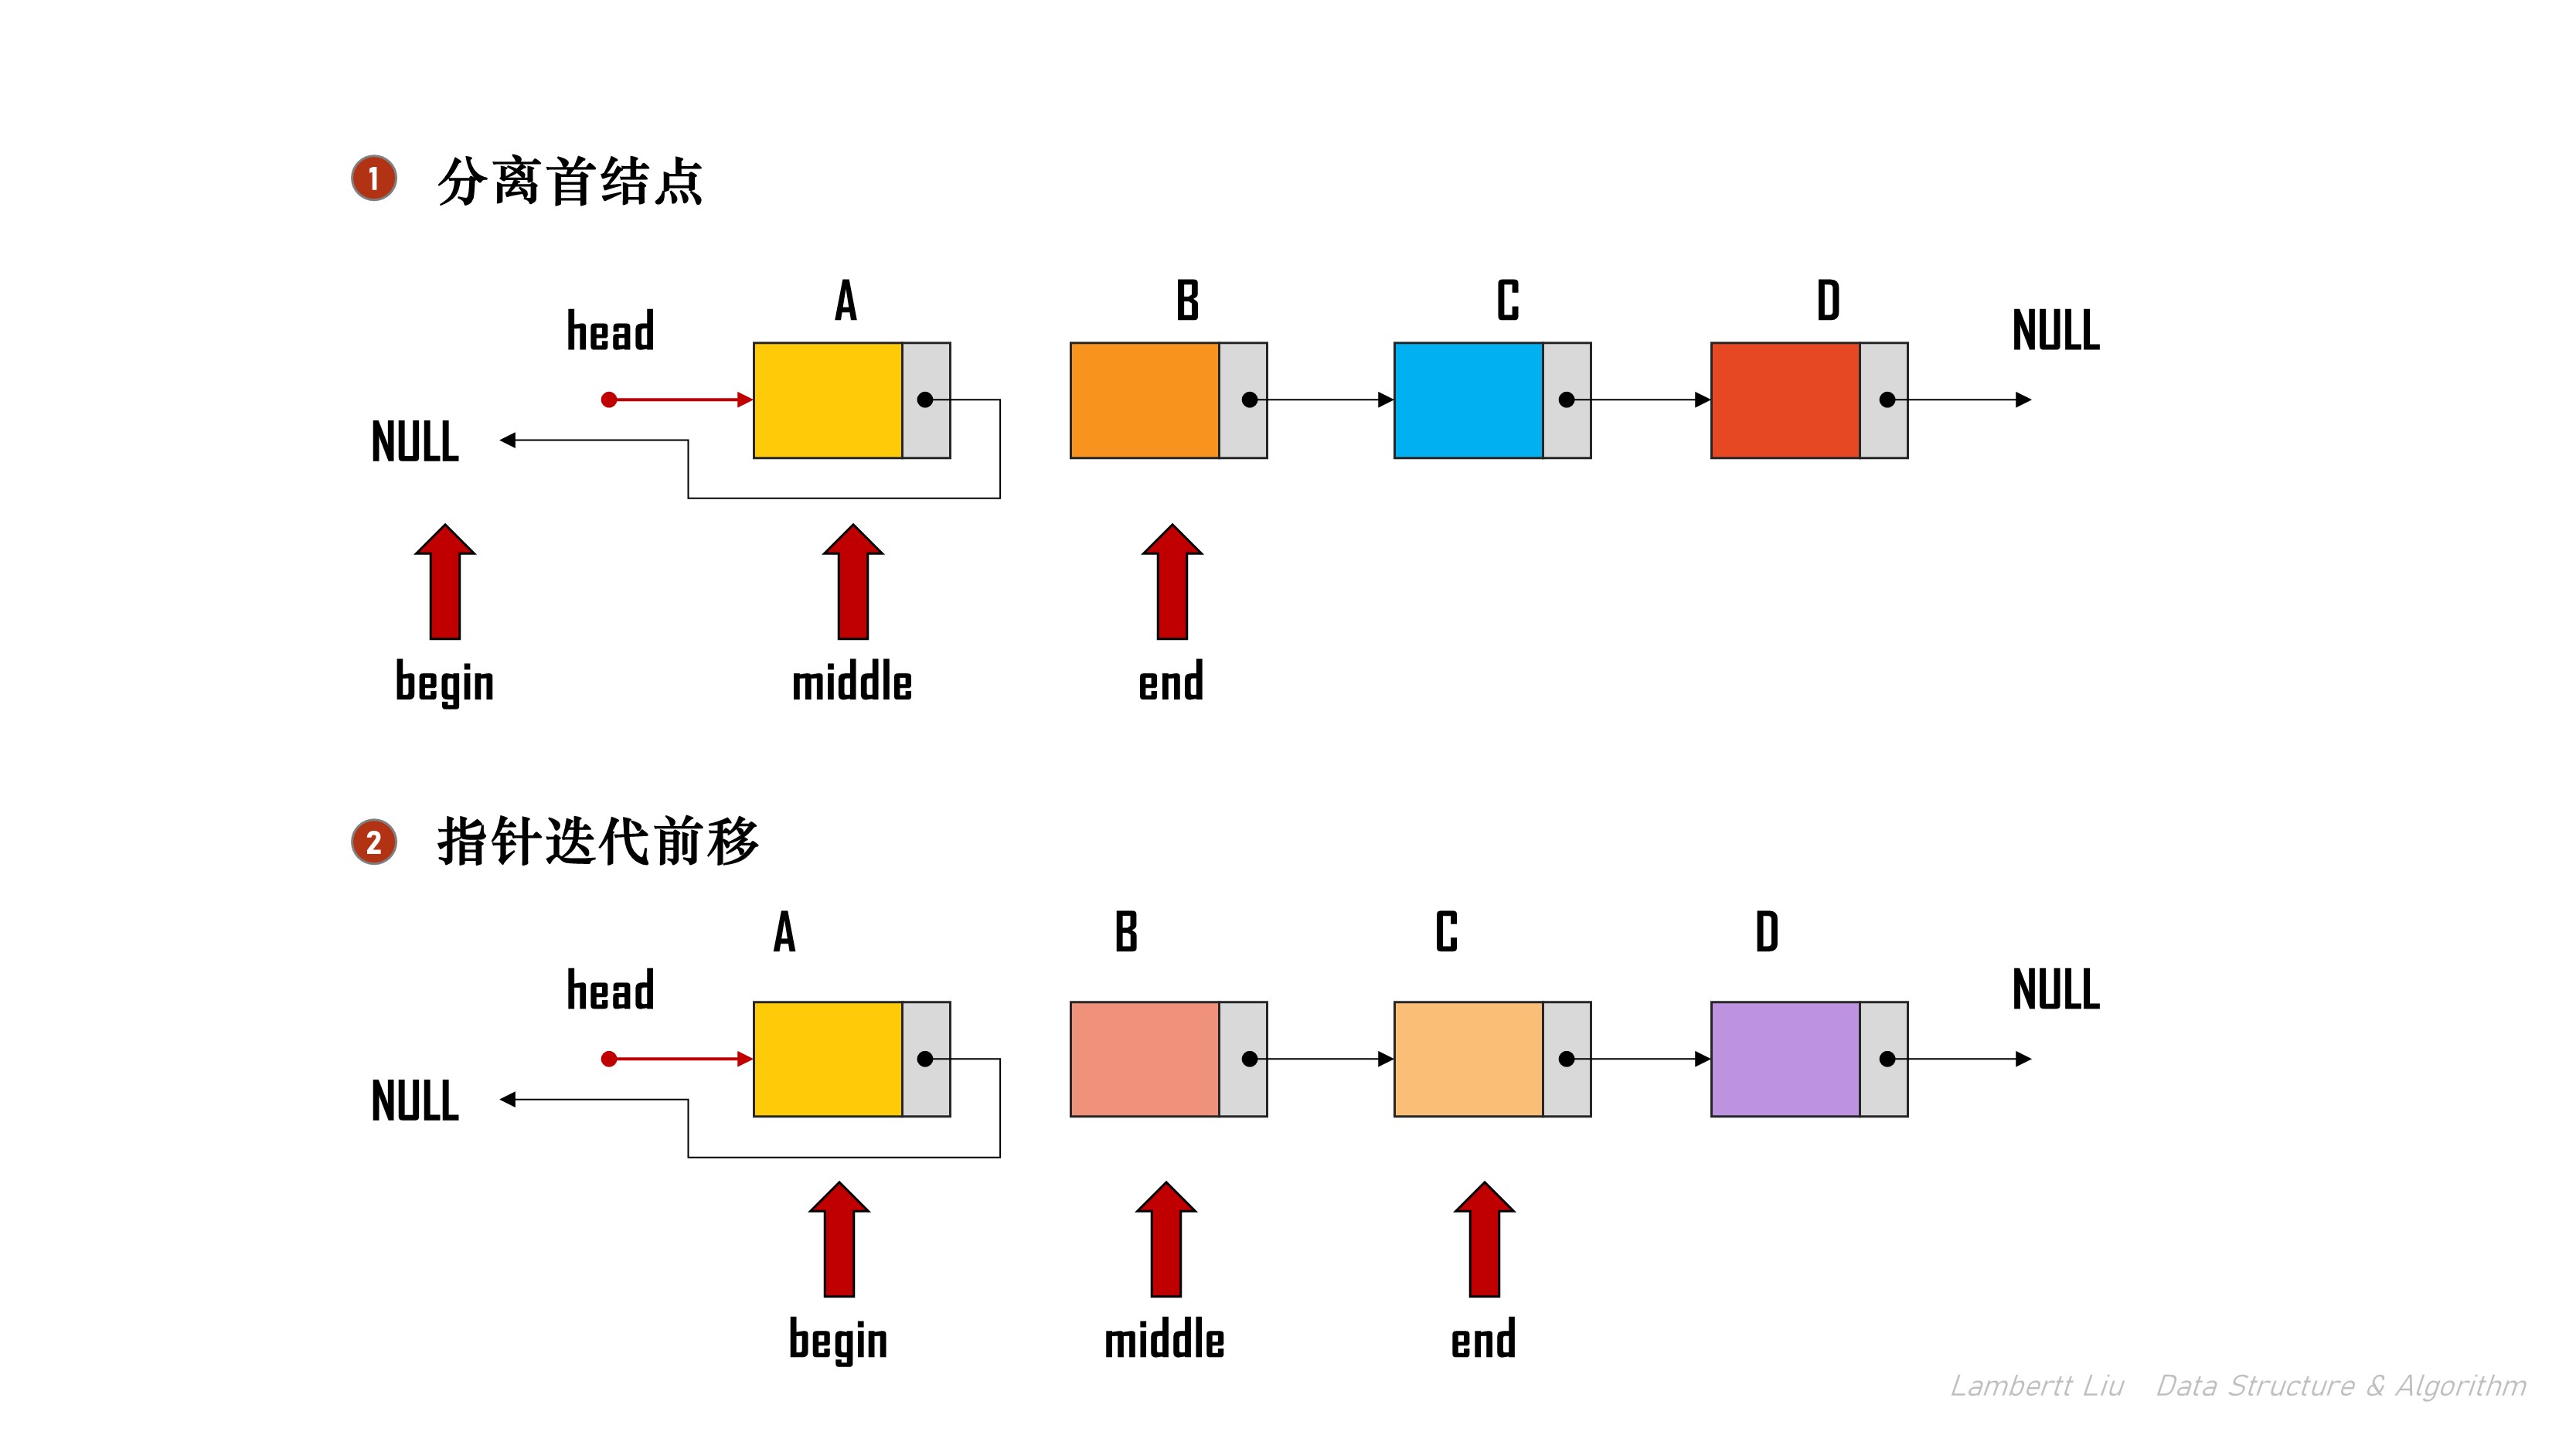 1 分离首结点
A B C D
head NULL
NULL
begin middle end
2 指针迭代前移
A B C D
head NULL
NULL
begin middle end
Lambertt Liu Data Structure & Algorithm